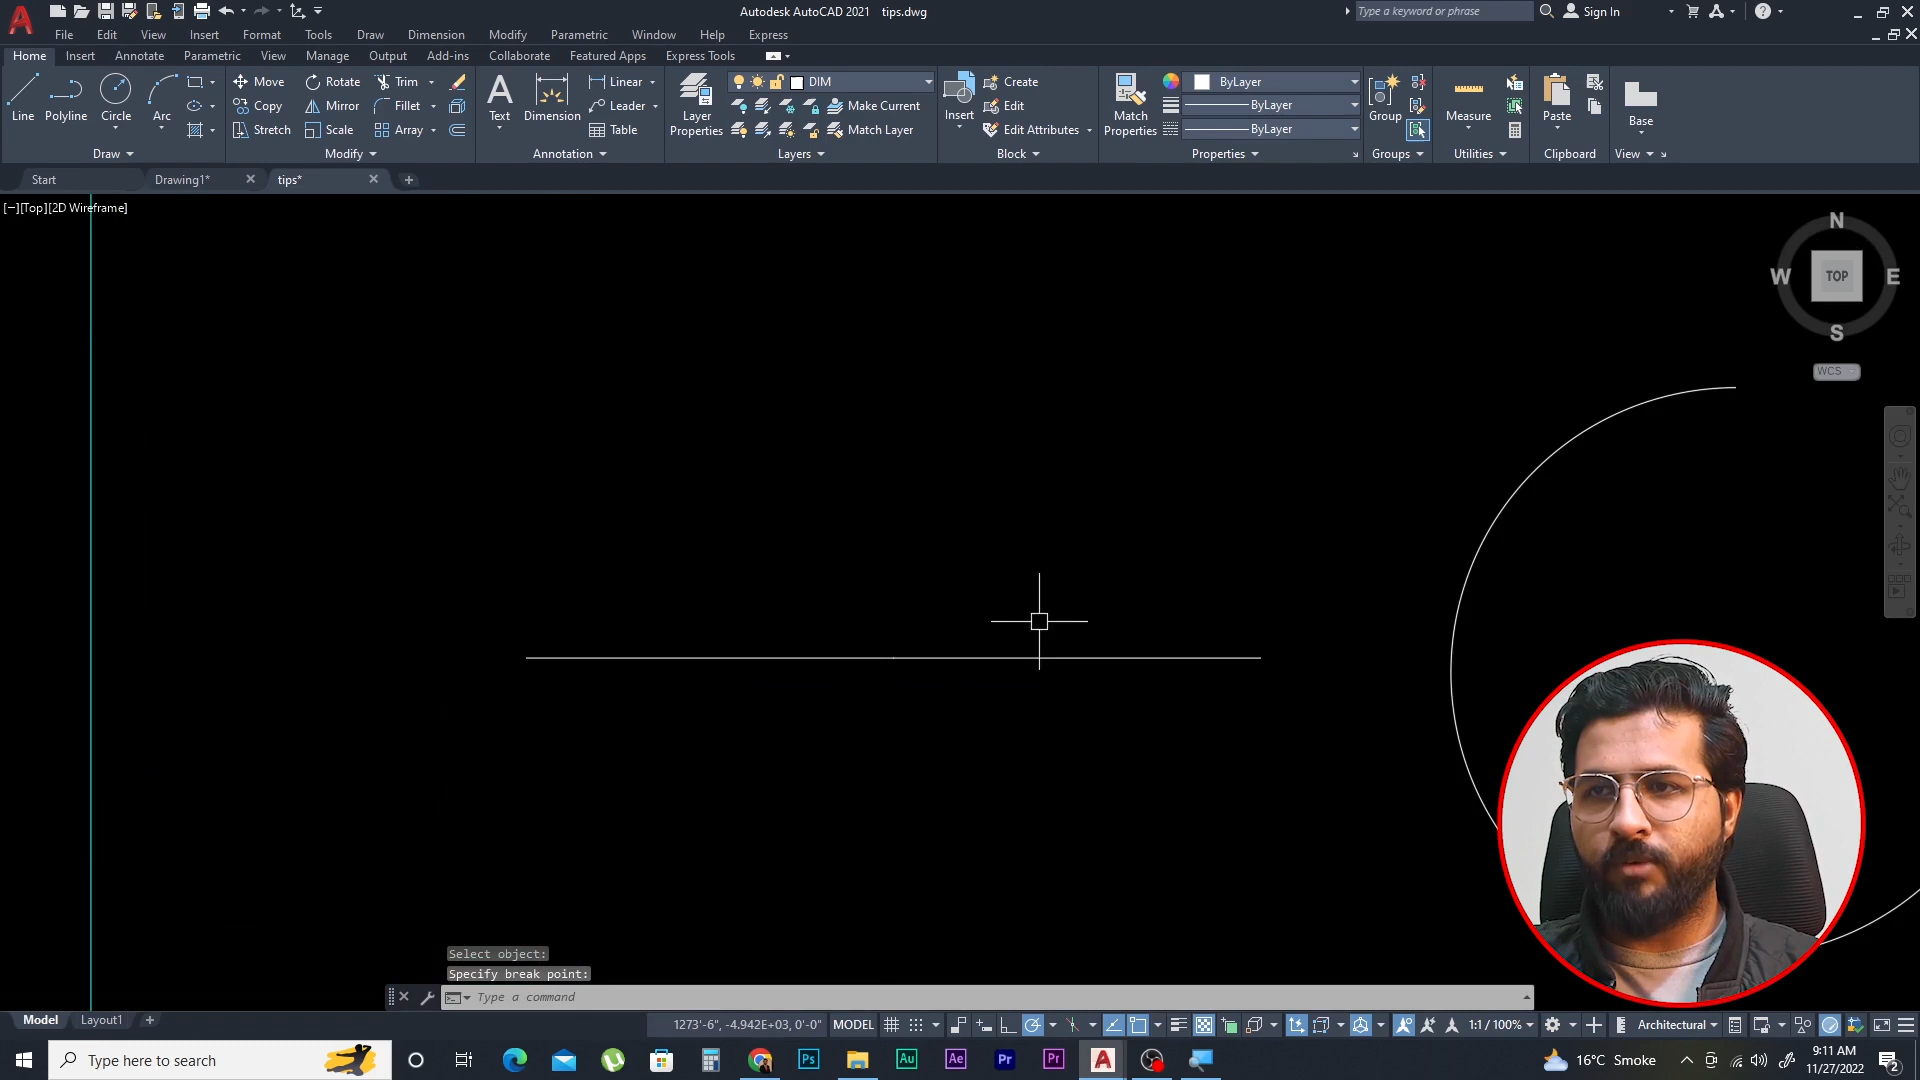 Autodesk AutoCAD 2021 tips.dwg
Type a keyword or phrase
Sign In
File Edit View Insert Format Tools Draw Dimension Modify Parametric Window Help Express
Home Insert Annotate Parametric View Manage Output Add-ins Collaborate Featured Apps Express Tools
Move Rotate Trim Linear DIM Create ByLayer
Copy Mirror Fillet Leader Make Current Edit ByLayer
Line Polyline Circle Arc Text Dimension Insert Group Measure Paste Base
Stretch Scale Array Table Layer Properties Match Layer Edit Attributes Match Properties ByLayer
Draw Modify Annotation Layers Block Properties Groups Utilities Clipboard View
Start Drawing1* tips*
[−][Top][2D Wireframe]
N
W TOP E
S
WCS
Select object:
Specify break point:
Type a command
Model Layout1
1273'-6", -4.942E+03, 0'-0" MODEL 1:1 / 100% Architectural
Type here to search
Ps Au Ae Pr Pr A
16°C Smoke
9:11 AM
11/27/2022
2